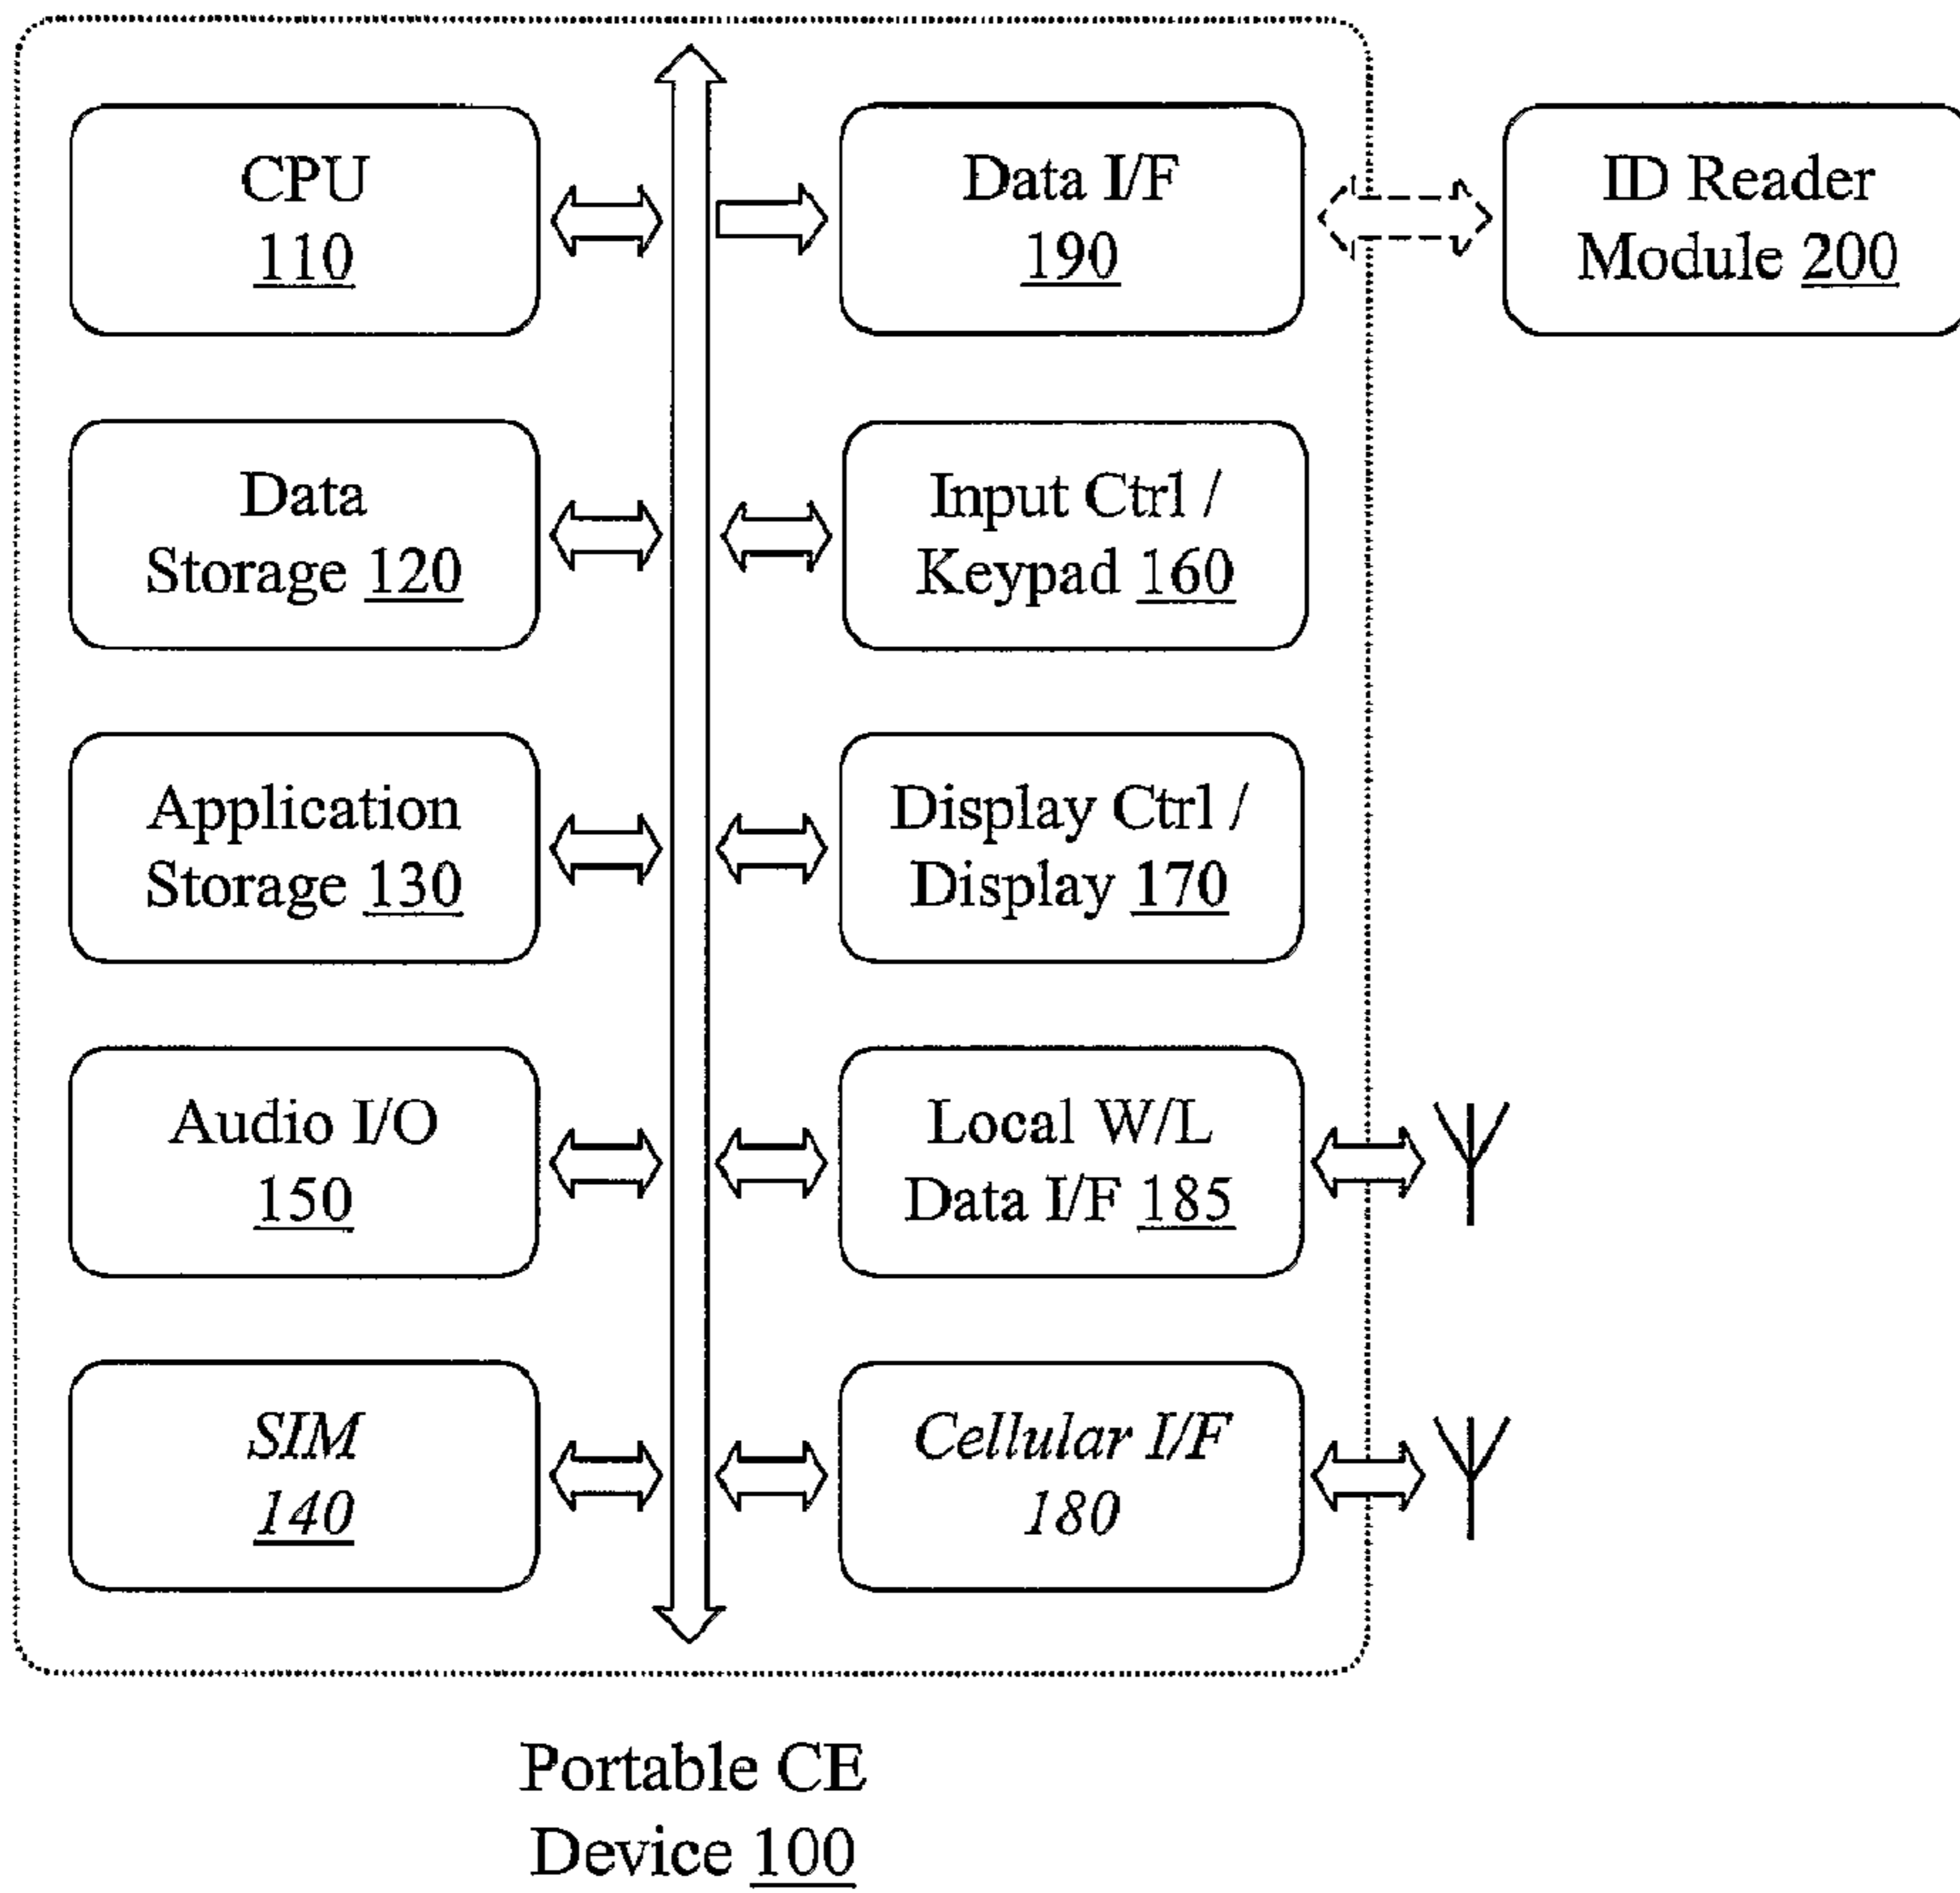 CPU
110
Data I/F
190
ID Reader
Module 200
Data
Storage 120
Input Ctrl /
Keypad 160
Application
Storage 130
Display Ctrl /
Display 170
Audio I/O
150
Local W/L
Data I/F 185
SIM
140
Cellular I/F
180
Portable CE
Device 100